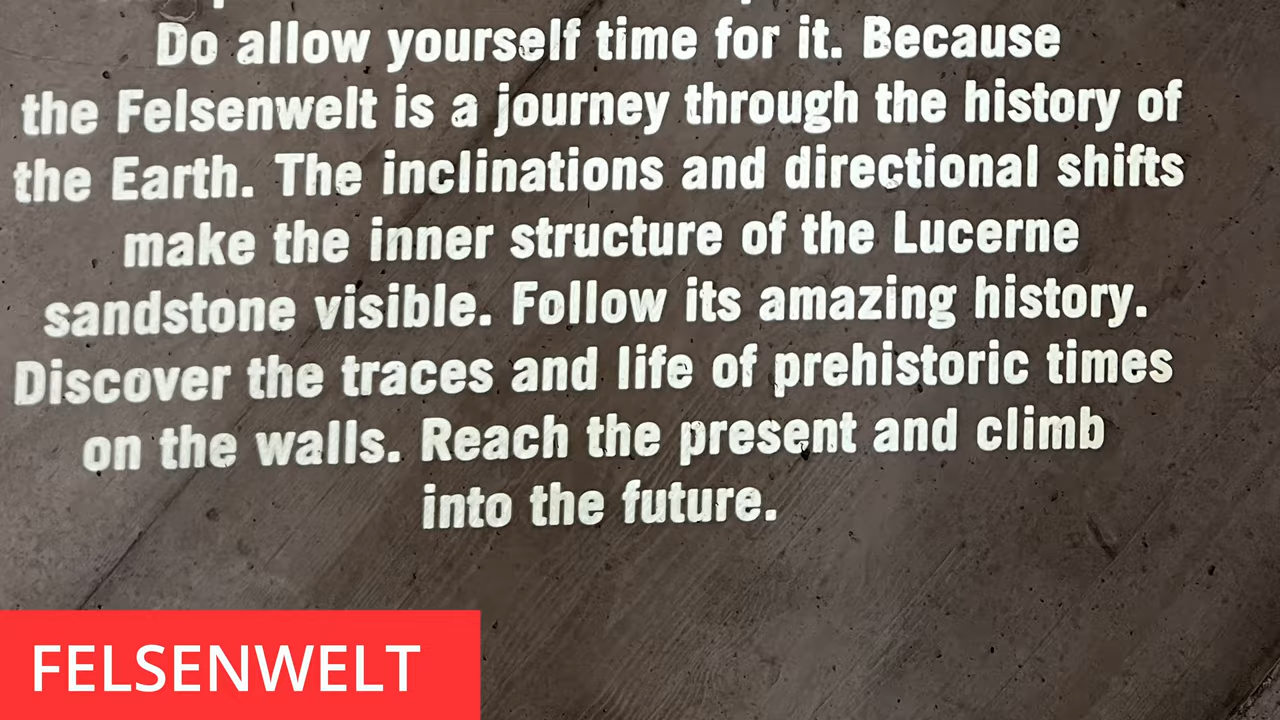 Do allow yourself time for it. Because
the Felsenwelt is a journey through the history of
the Earth. The inclinations and directional shifts
make the inner structure of the Lucerne
sandstone visible. Follow its amazing history.
Discover the traces and life of prehistoric times
on the walls. Reach the present and climb
into the future.
FELSENWELT